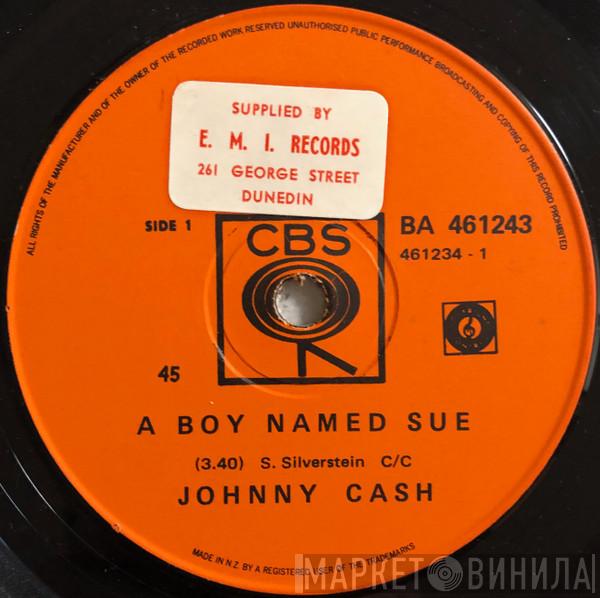 ALL RIGHTS OF THE MANUFACTURER AND OF THE OWNER OF THE RECORDED WORK RESERVED UNAUTHORISED PUBLIC PERFORMANCE BROADCASTING AND COPYING OF THIS RECORD PROHIBITED
SUPPLIED BY
E. M. I. RECORDS
261 GEORGE STREET
DUNEDIN
SIDE 1
CBS
BA 461243
461234 - 1
45
A BOY NAMED SUE
(3.40) S. Silverstein C/C
JOHNNY CASH
MADE IN N.Z. BY A REGISTERED USER OF THE TRADEMARKS
МАРКЕТ ВИНИЛА